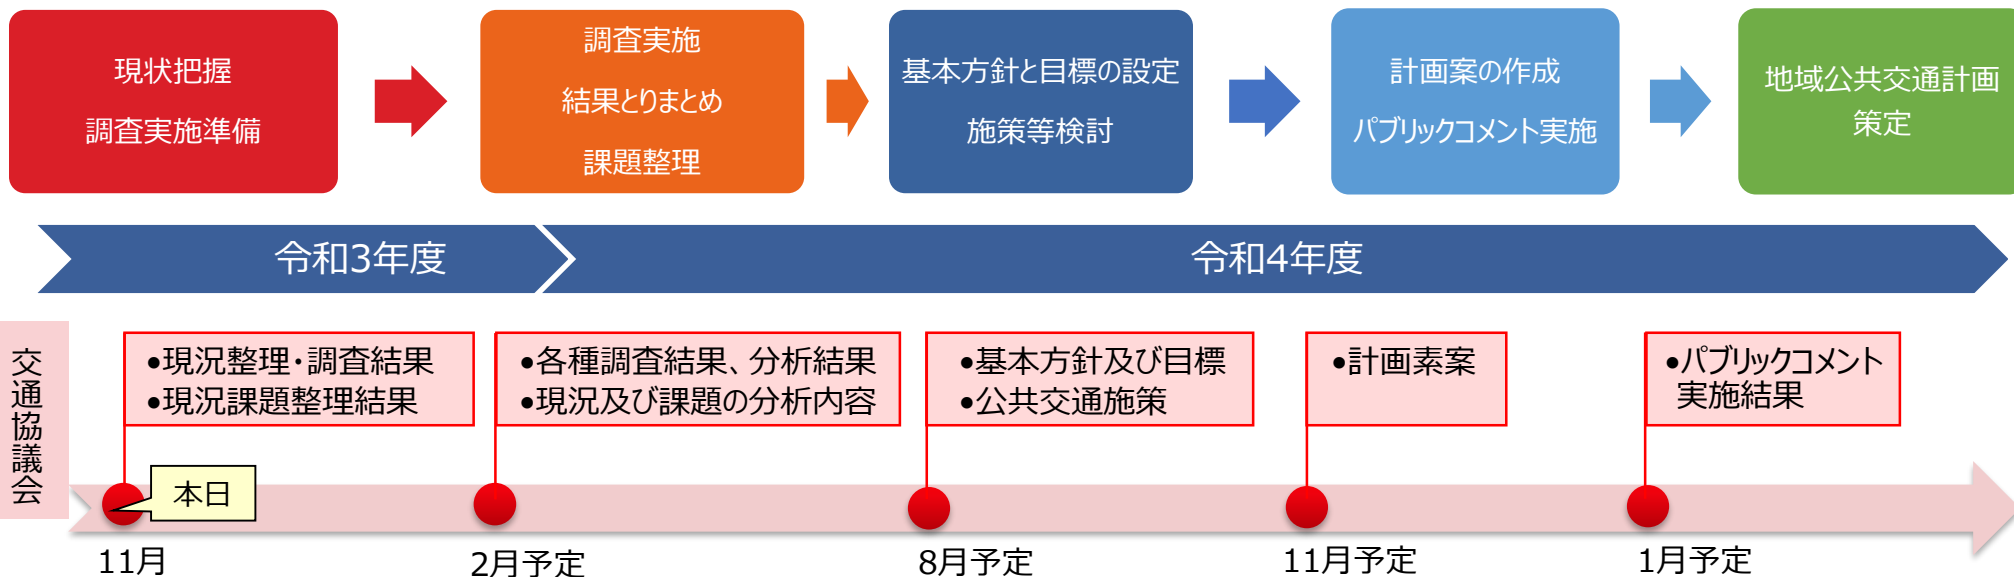 現状把握
調査実施準備
調査実施
結果とりまとめ
課題整理
基本方針と目標の設定
施策等検討
計画案の作成
パブリックコメント実施
地域公共交通計画
策定
令和3年度
令和4年度
交通協議会
●現況整理・調査結果
●現況課題整理結果
●各種調査結果、分析結果
●現況及び課題の分析内容
●基本方針及び目標
●公共交通施策
●計画素案
●パブリックコメント
実施結果
本日
11月
2月予定
8月予定
11月予定
1月予定